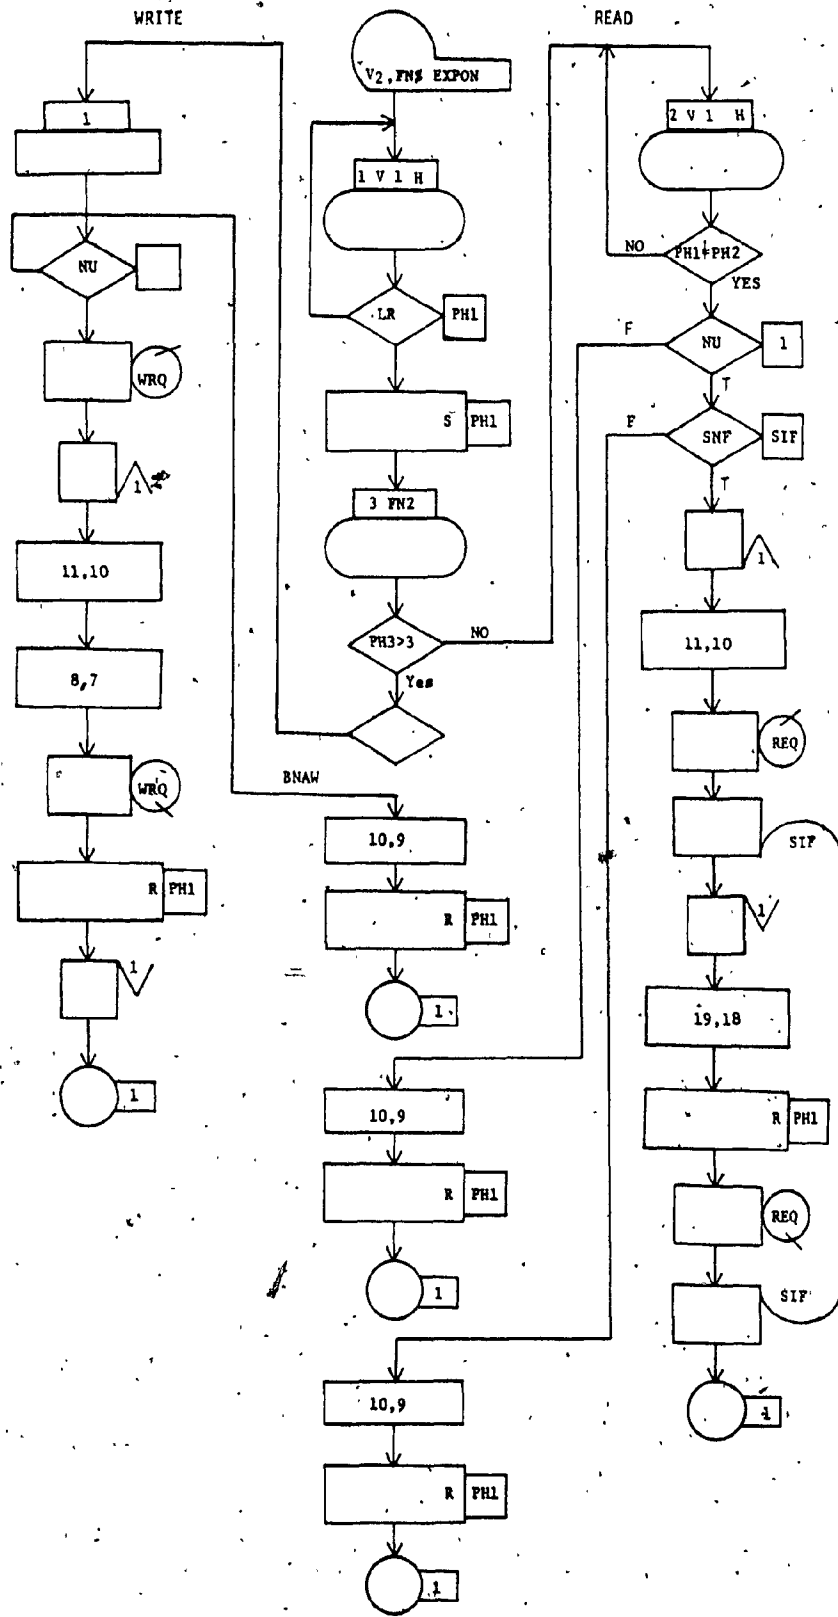 WRITE
1
NU
WRQ
1
11,10
8,7
WRQ
R PH1
1
1
V2, FN$ EXPON
1 V 1 H
LR PH1
S PH1
3 FN2
PH3>3 NO
Yes
BNAW
10,9
R PH1
1
10,9
R PH1
1
10,9
R PH1
1
READ
2 V 1 H
NO PH1≠PH2
YES
F NU 1
T
F SNF SIF
T
1
11,10
REQ
SIF
1
19,18
R PH1
REQ
SIF
1